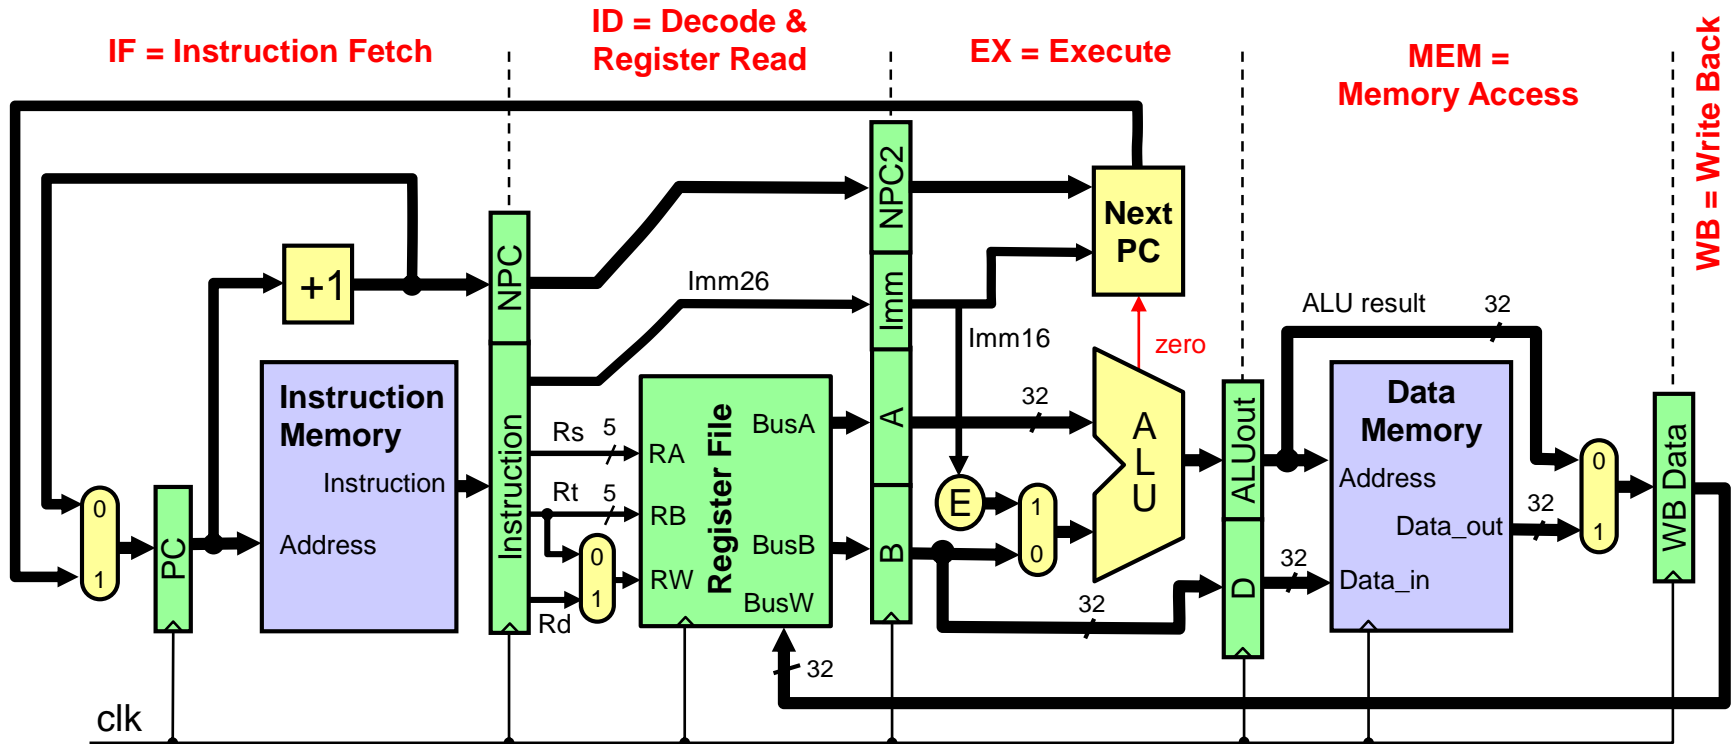 IF = Instruction Fetch
ID = Decode &
Register Read
EX = Execute
MEM =
Memory Access
WB = Write Back
+1
NPC
NPC2
Next
PC
Imm26
Imm
Imm16
zero
ALU result
32
Instruction
Memory
Instruction
Address
0
1
PC
Instruction
Rs
5
Rt
5
Rd
0
1
Register File
RA
RB
RW
BusA
BusB
BusW
32
A
B
32
E
1
0
32
A
L
U
ALUout
D
32
Data
Memory
Address
Data_out
Data_in
32
0
1
WB Data
clk